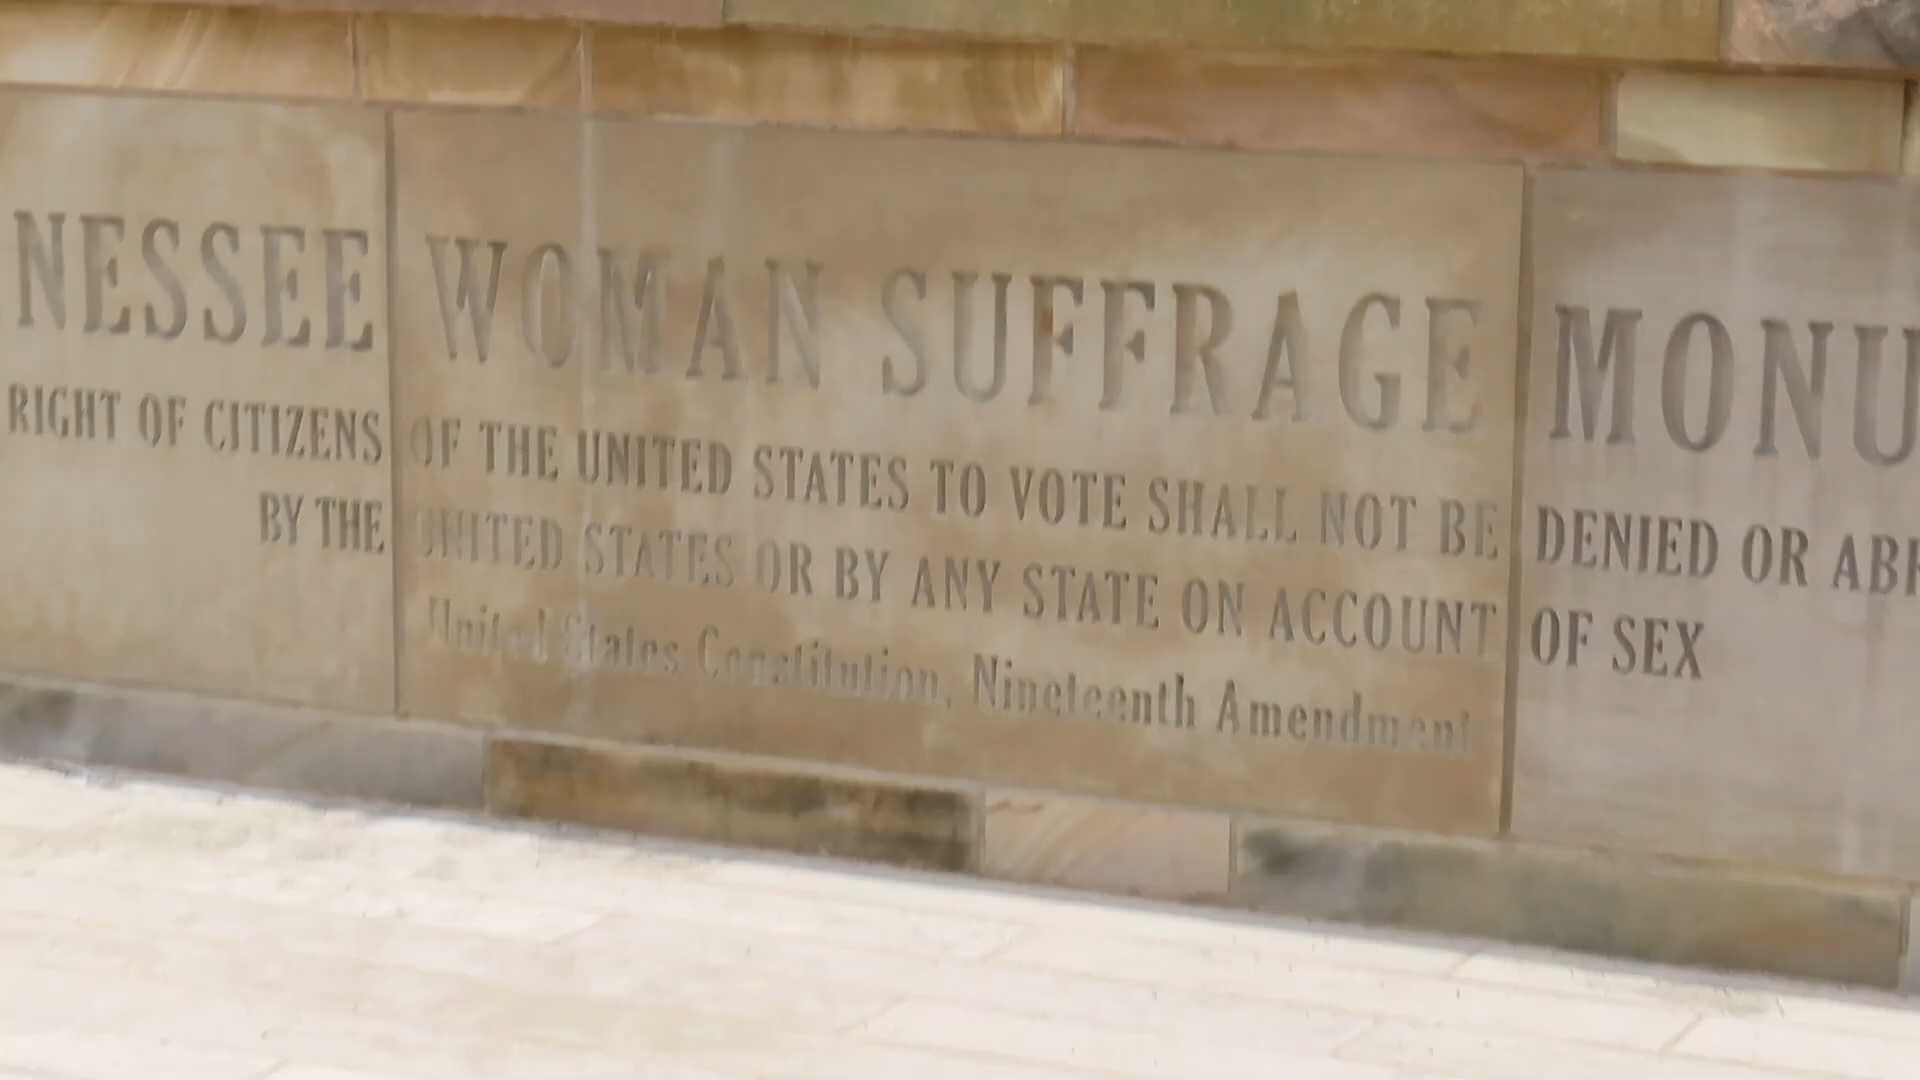 NESSEE WOMAN SUFFRAGE MONU
RIGHT OF CITIZENS OF THE UNITED STATES TO VOTE SHALL NOT BE DENIED OR ABR
BY THE UNITED STATES OR BY ANY STATE ON ACCOUNT OF SEX
United States Constitution, Nineteenth Amendment